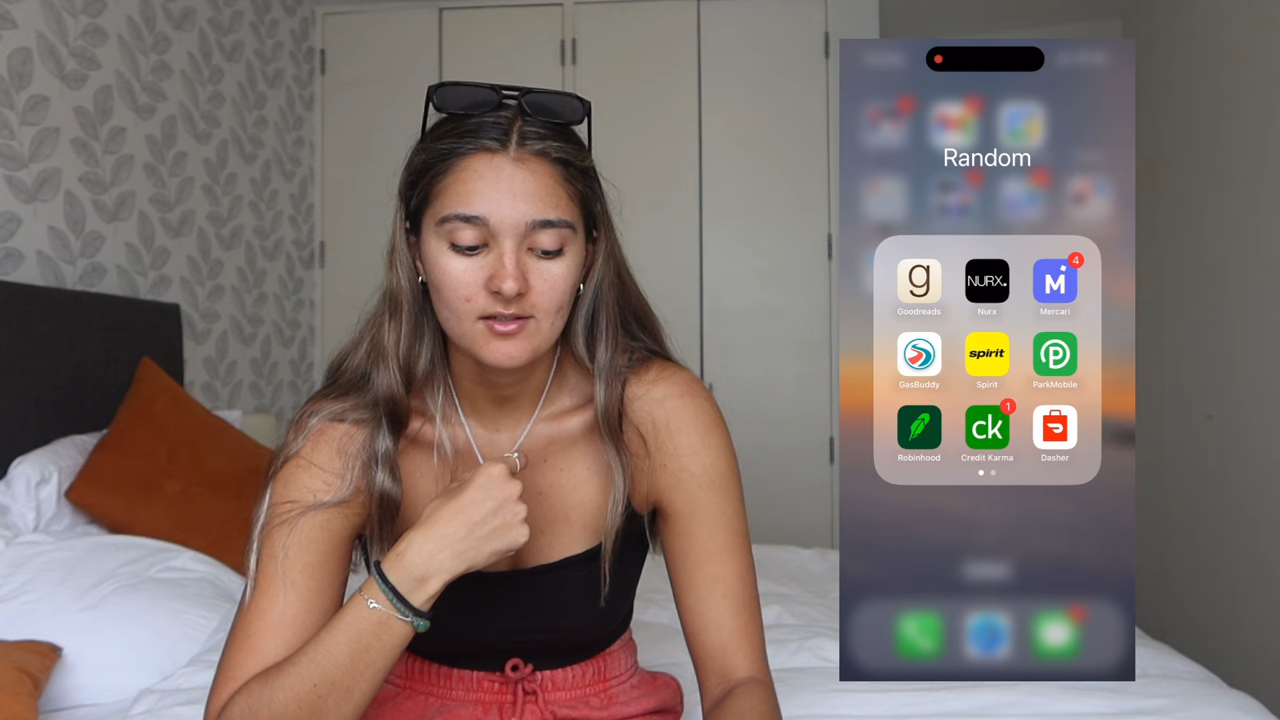 Random
g
NURX.
M
4
Goodreads
Nurx
Mercari
spirit
P
GasBuddy
Spirit
ParkMobile
ck
1
Robinhood
Credit Karma
Dasher